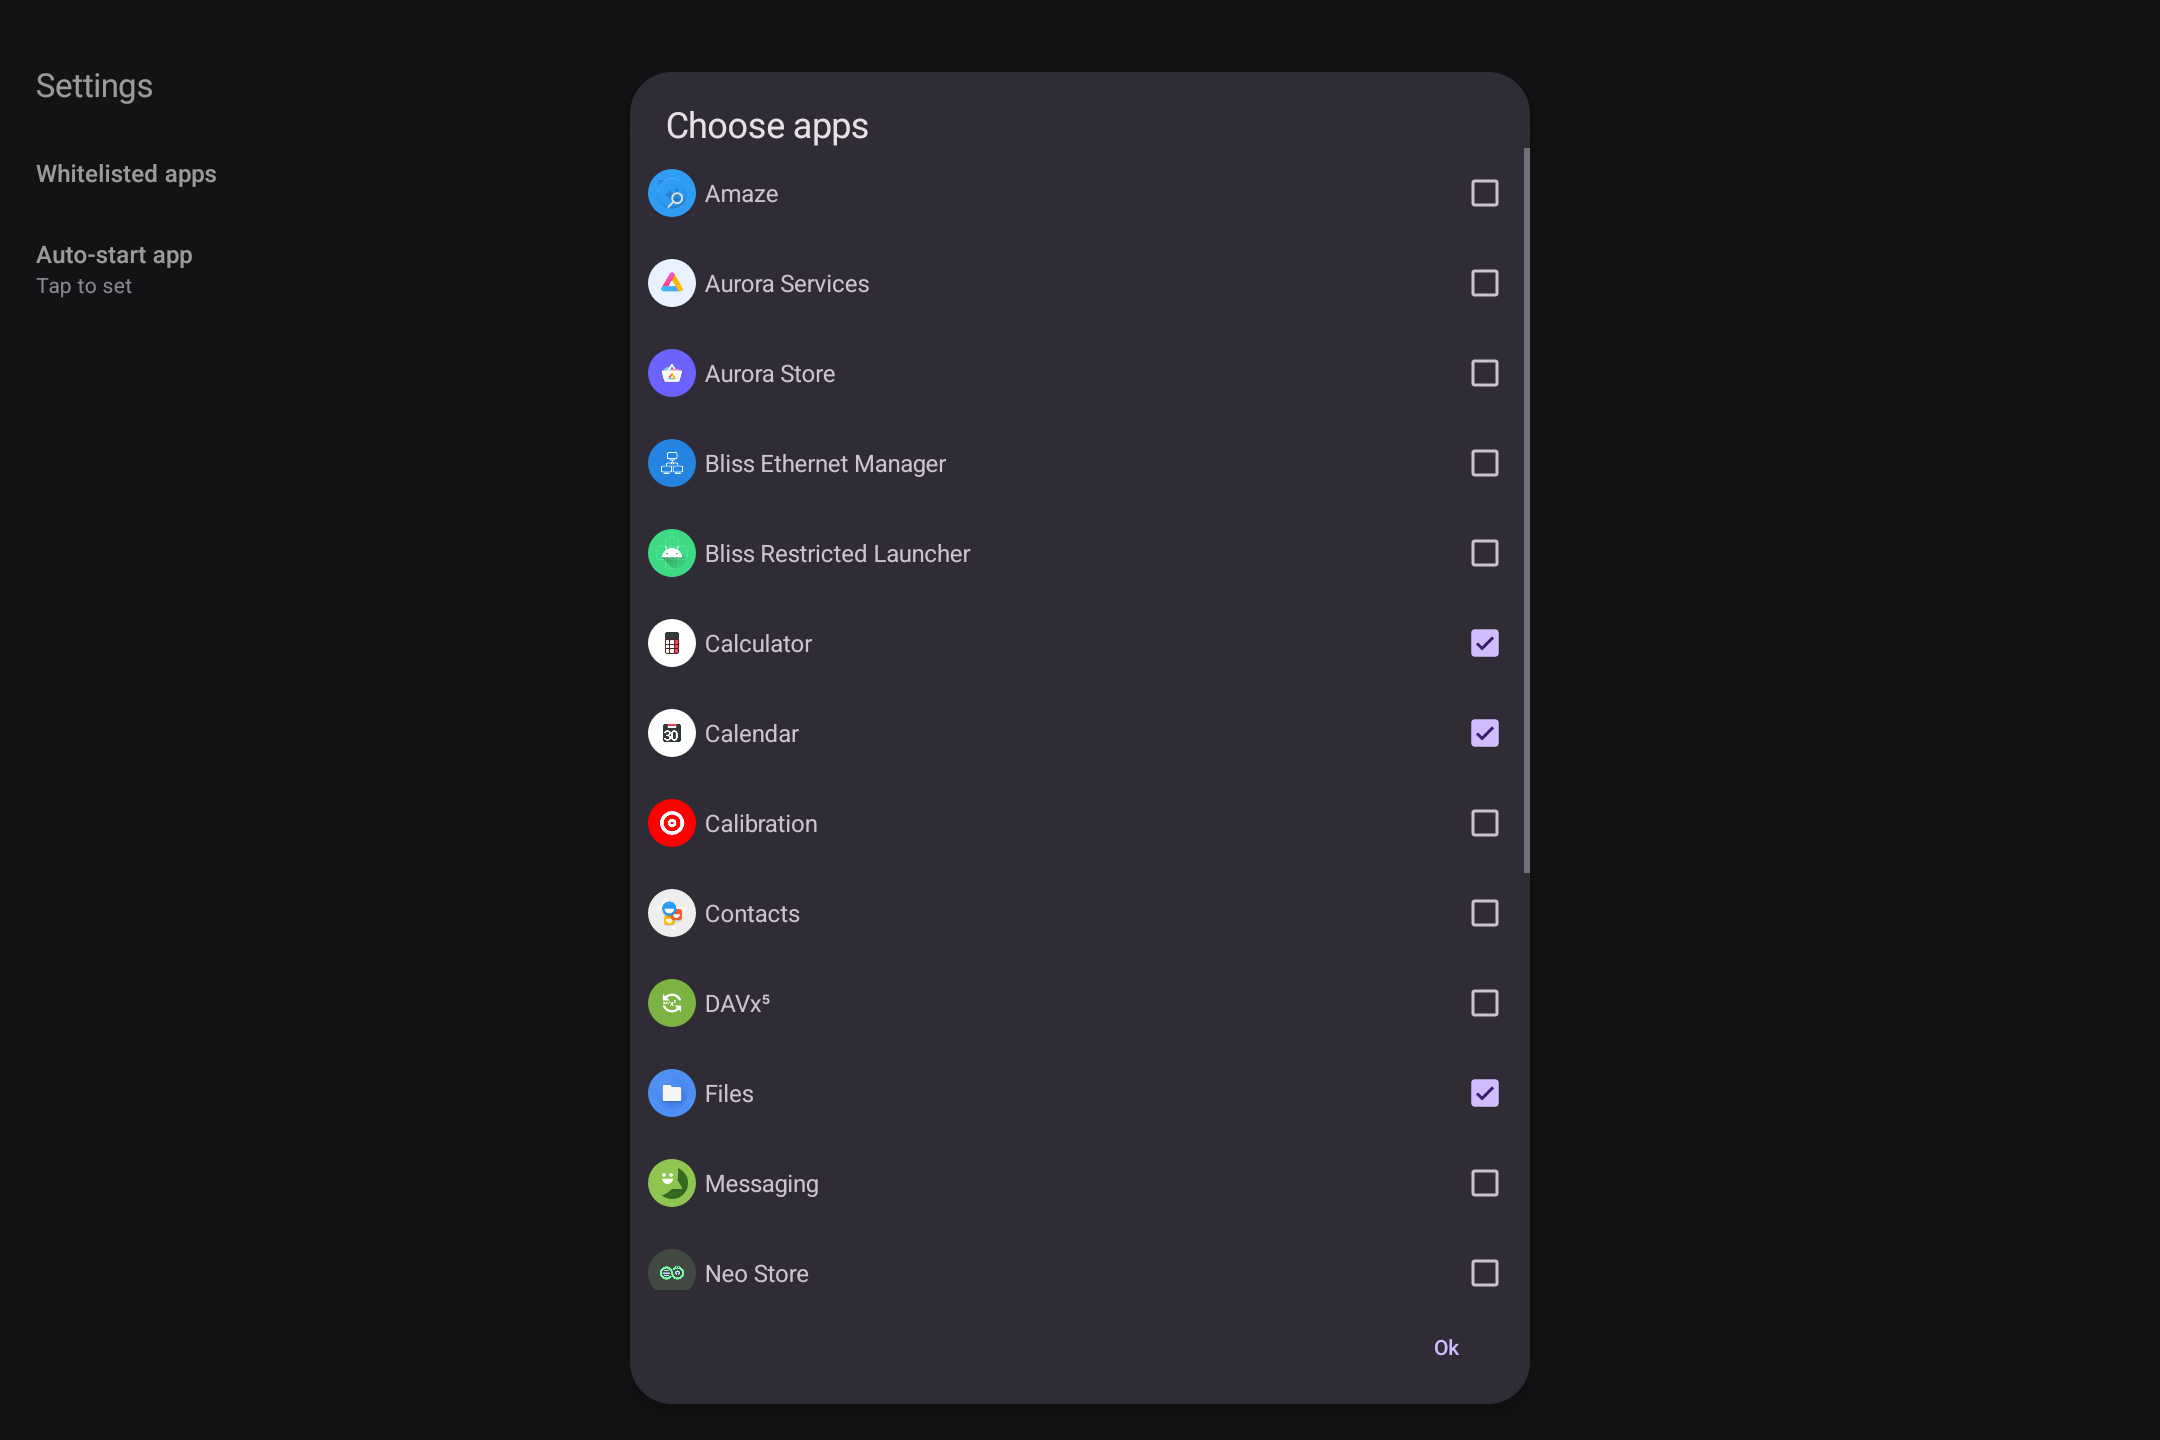 Settings
Whitelisted apps
Auto-start app
Tap to set
Choose apps
Amaze
Aurora Services
Aurora Store
Bliss Ethernet Manager
Bliss Restricted Launcher
Calculator
30
Calendar
Calibration
Contacts
DAVx⁵
Files
Messaging
Neo Store
Ok